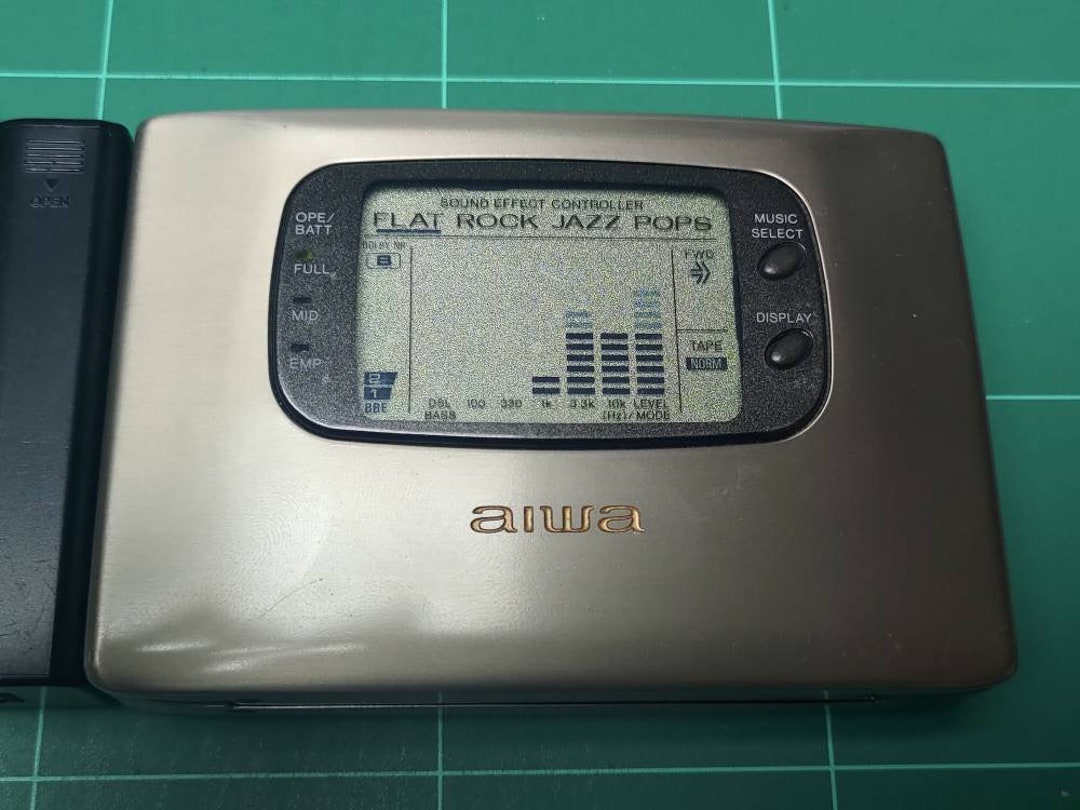 OPEN
OPE/
BATT
FULL
MID
EMP
SOUND EFFECT CONTROLLER
FLAT ROCK JAZZ POPS
DOLBY NR
B
2
1
BBE
DSL 100 330 1k 3.3k 10k LEVEL
BASS (Hz)/MODE
FWD
TAPE
NORM
MUSIC
SELECT
DISPLAY
aiwa